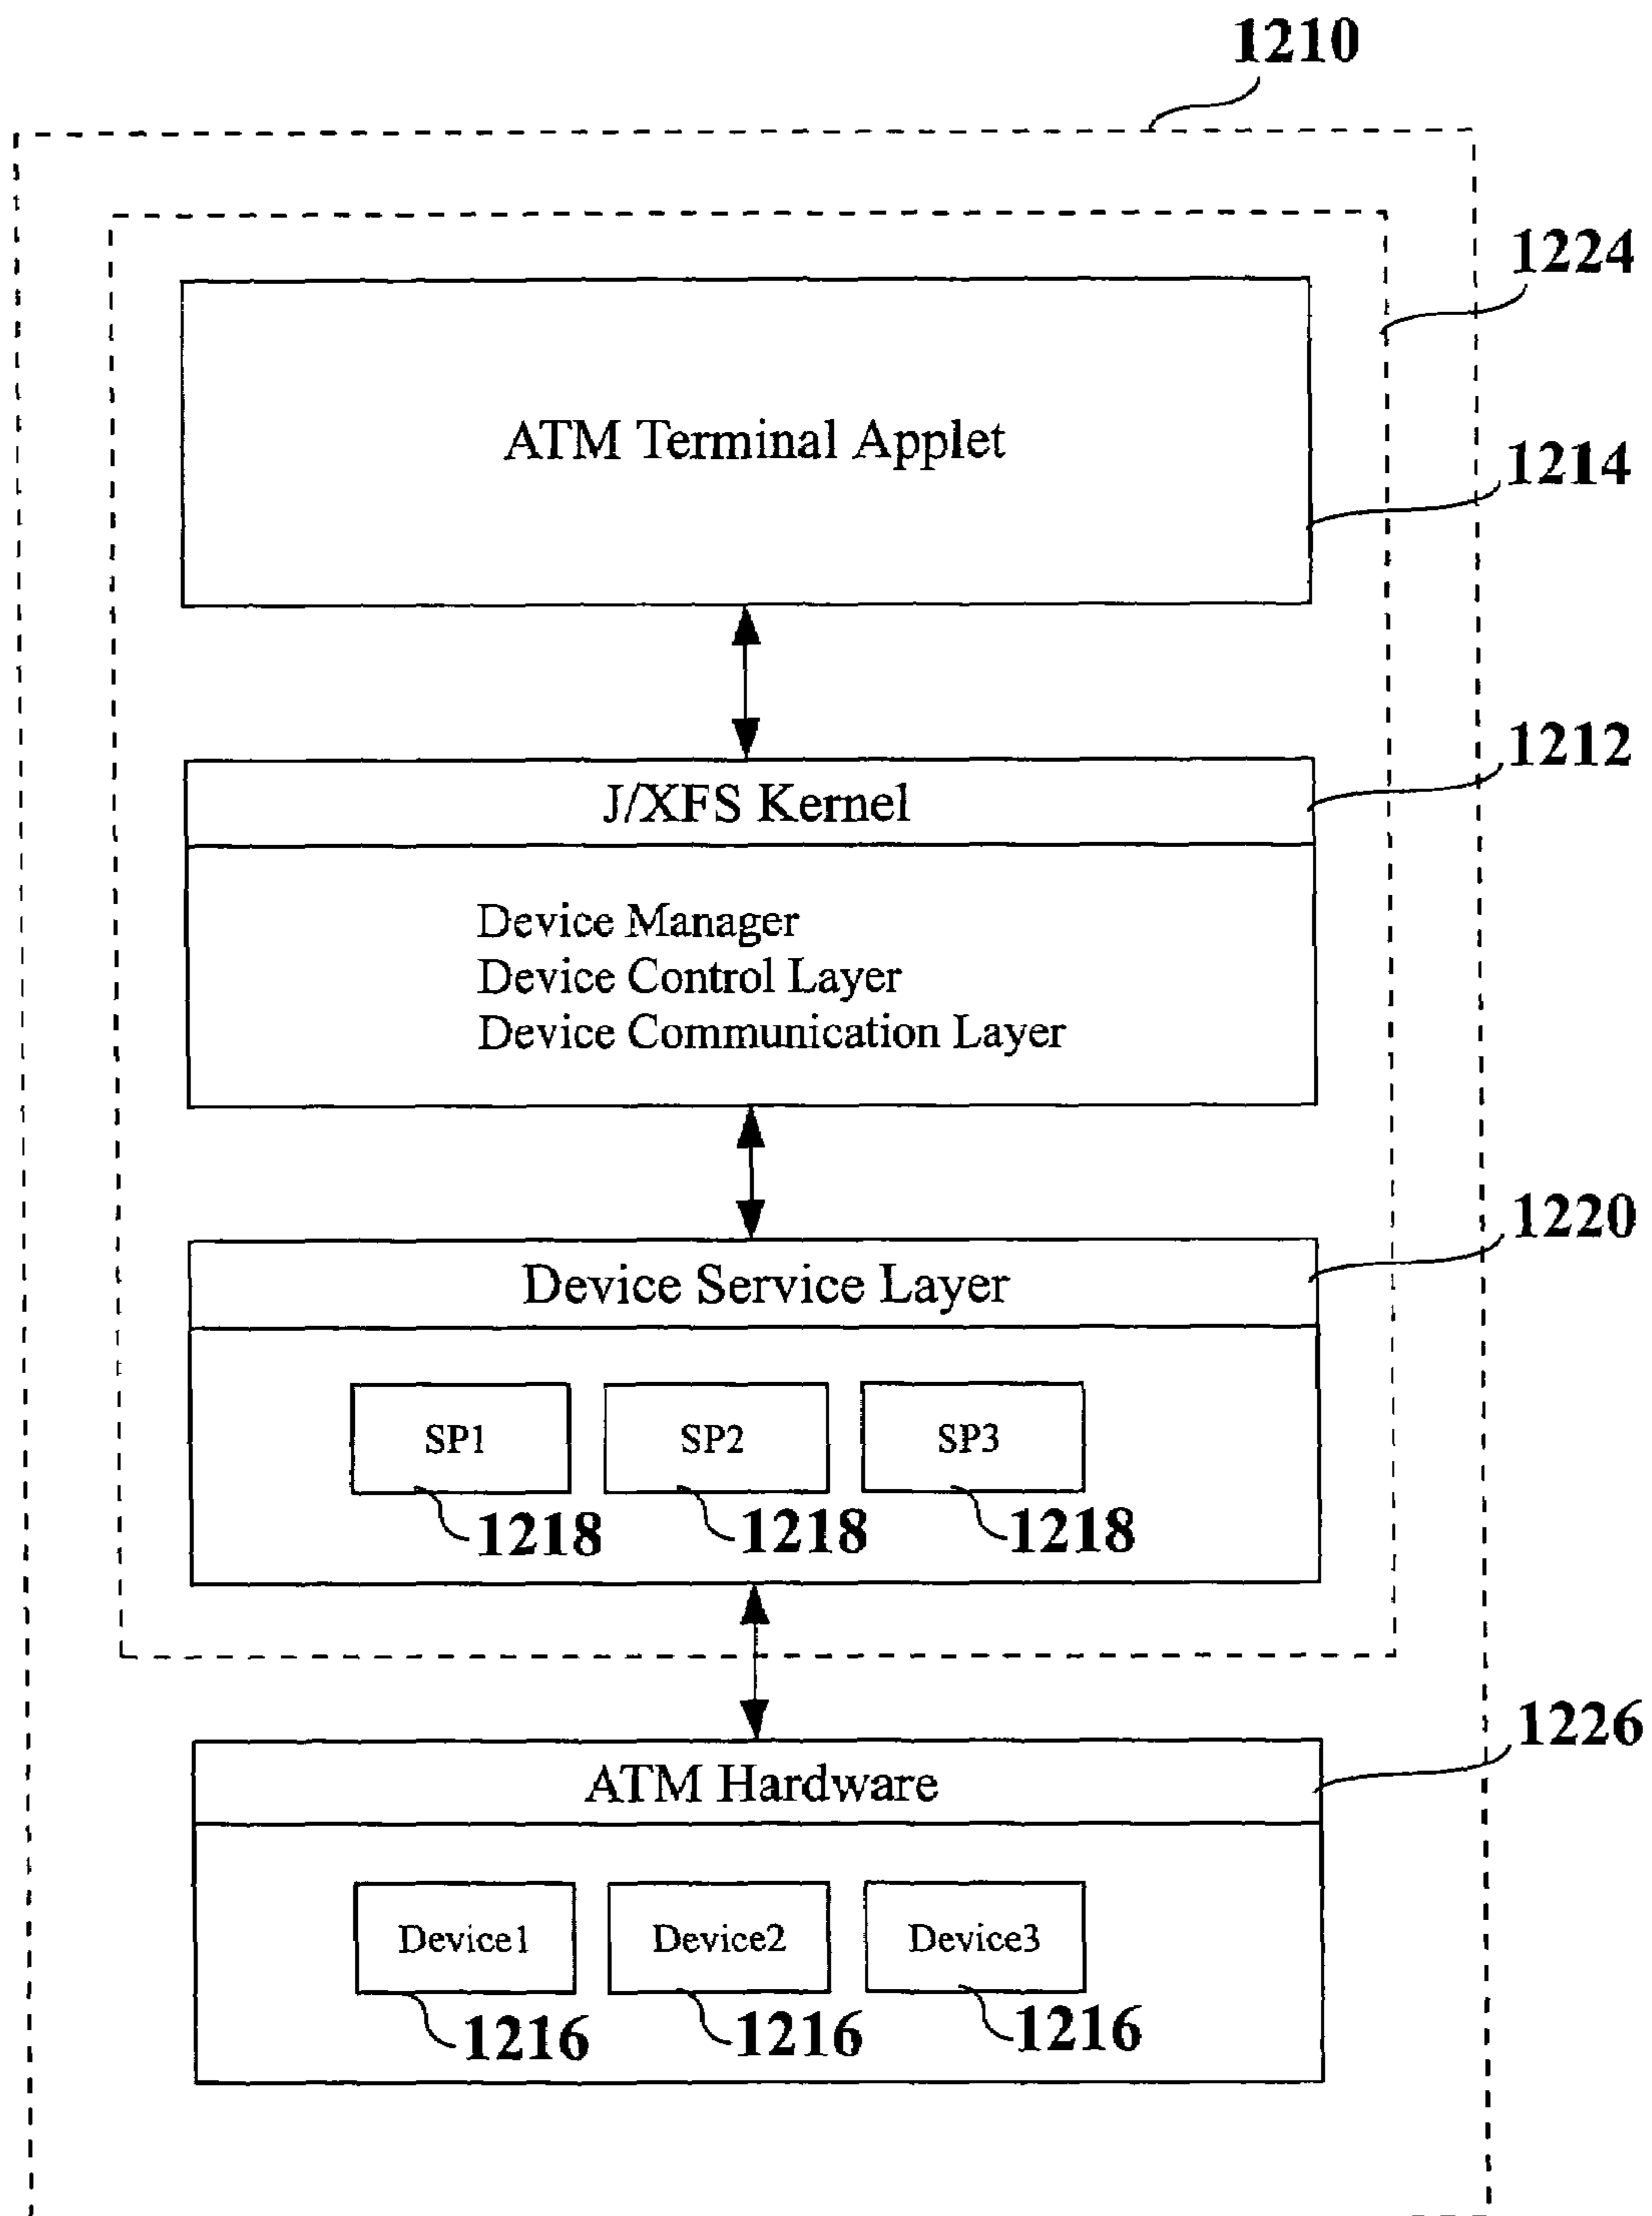 1210
1224
ATM Terminal Applet
1214
1212
J/XFS Kernel
Device Manager
Device Control Layer
Device Communication Layer
1220
Device Service Layer
SP1 SP2 SP3
1218 1218 1218
1226
ATM Hardware
Device1 Device2 Device3
1216 1216 1216